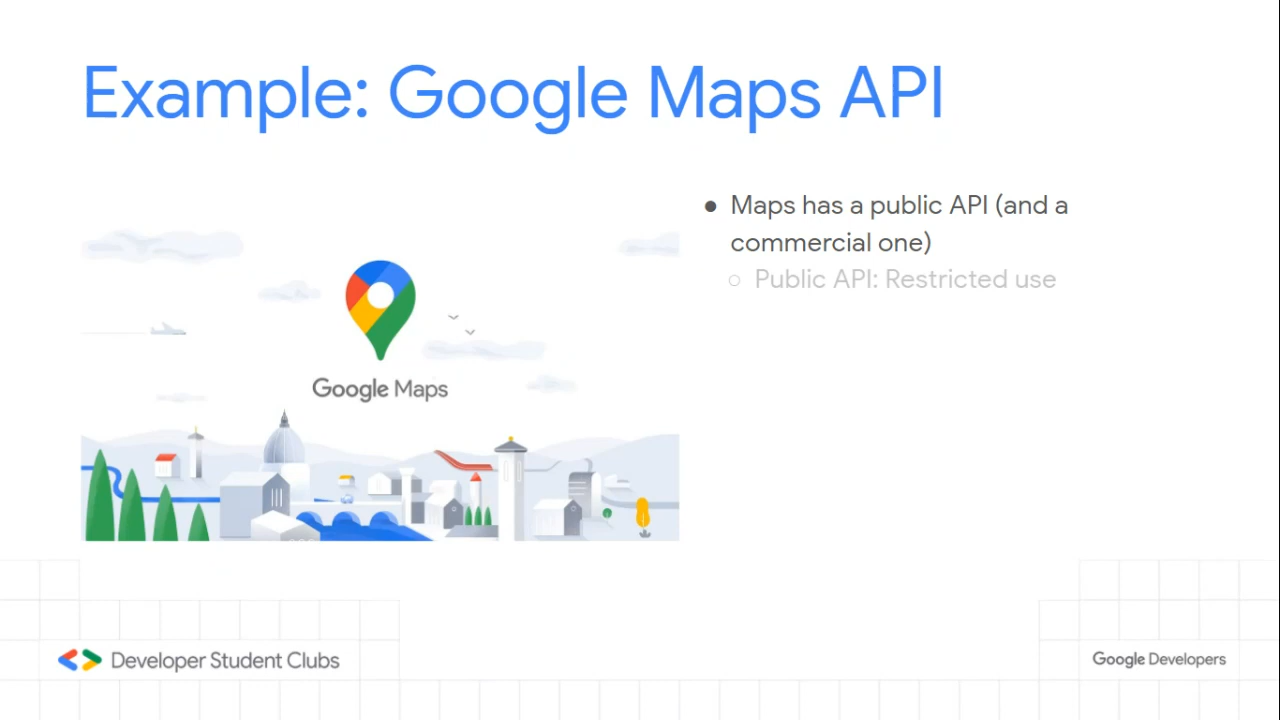 Example: Google Maps API
● Maps has a public API (and a
commercial one)
○ Public API: Restricted use
Google Maps
Developer Student Clubs
Google Developers